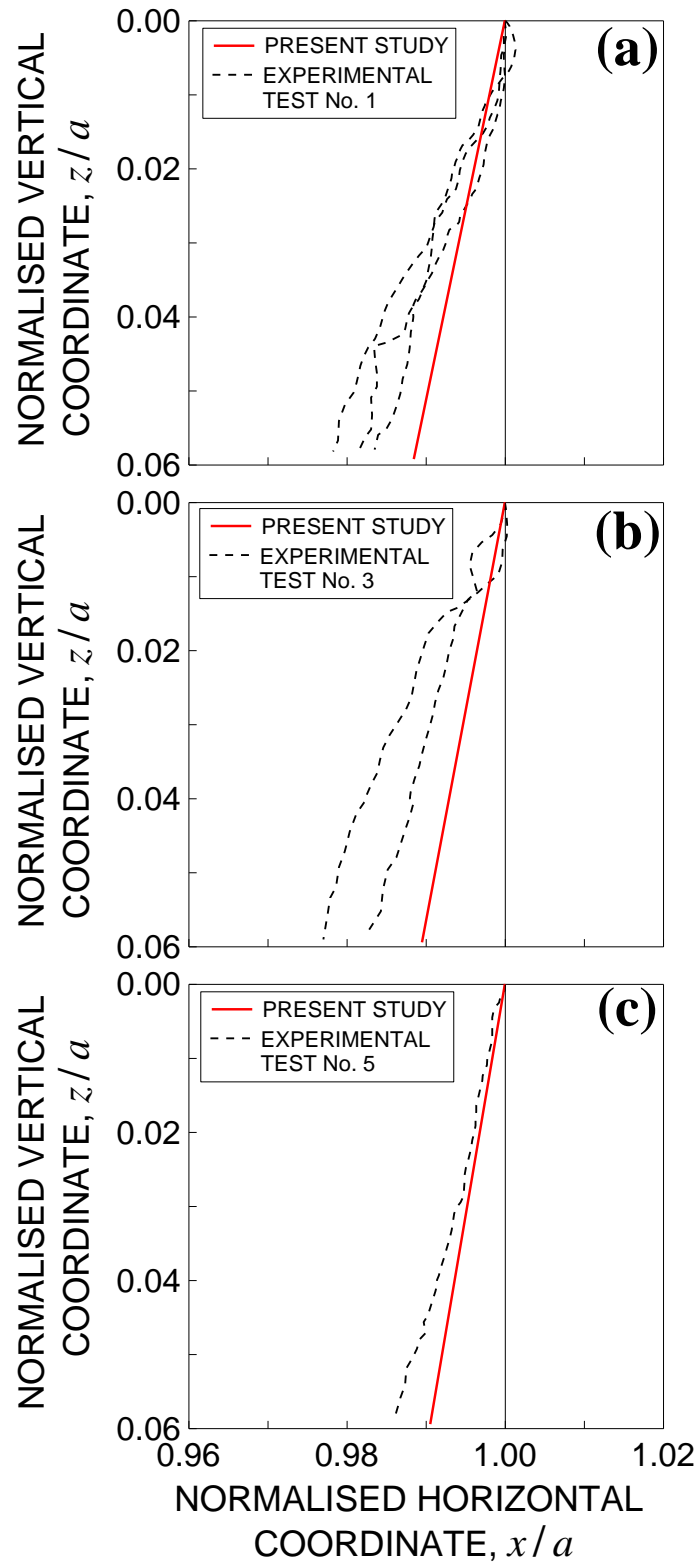 0.00
0.02
0.04
0.06
NORMALISED VERTICAL
COORDINATE, z/a
PRESENT STUDY
EXPERIMENTAL
TEST No. 1
(a)
0.00
0.02
0.04
0.06
NORMALISED VERTICAL
COORDINATE, z/a
PRESENT STUDY
EXPERIMENTAL
TEST No. 3
(b)
0.00
0.02
0.04
0.06
NORMALISED VERTICAL
COORDINATE, z/a
PRESENT STUDY
EXPERIMENTAL
TEST No. 5
(c)
0.96 0.98 1.00 1.02
NORMALISED HORIZONTAL
COORDINATE, x/a